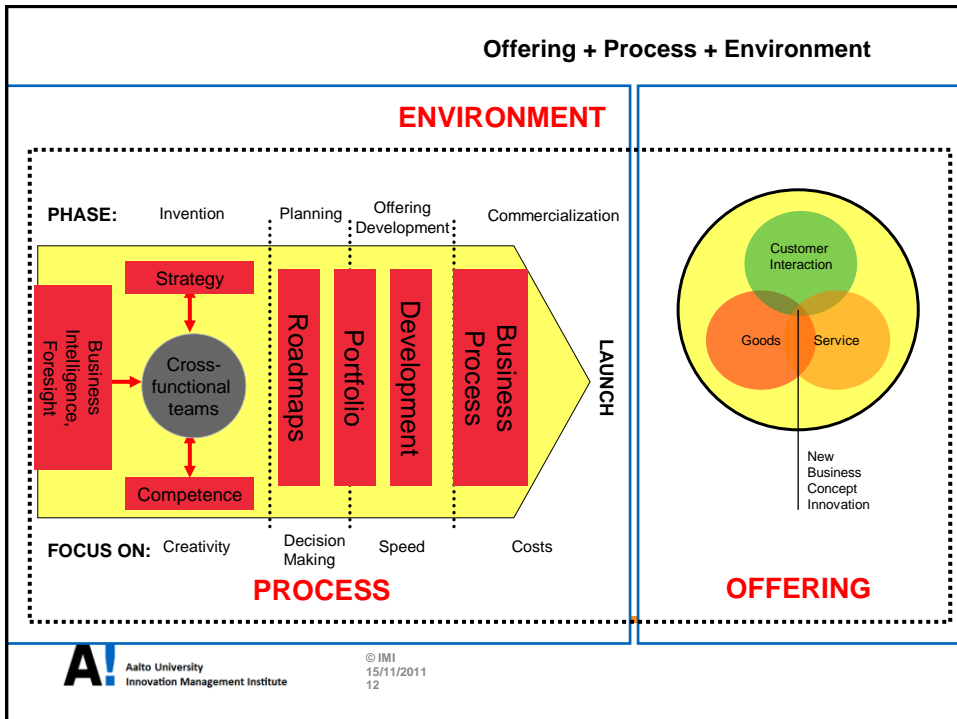 Offering + Process + Environment
ENVIRONMENT
PHASE:
Invention
Planning
Offering
Development
Commercialization
Strategy
Business
Intelligence,
Foresight
Cross-
functional
teams
Competence
Roadmaps
Portfolio
Development
Business
Process
LAUNCH
FOCUS ON:
Creativity
Decision
Making
Speed
Costs
PROCESS
Customer
Interaction
Goods
Service
New
Business
Concept
Innovation
OFFERING
A!
Aalto University
Innovation Management Institute
© IMI
15/11/2011
12